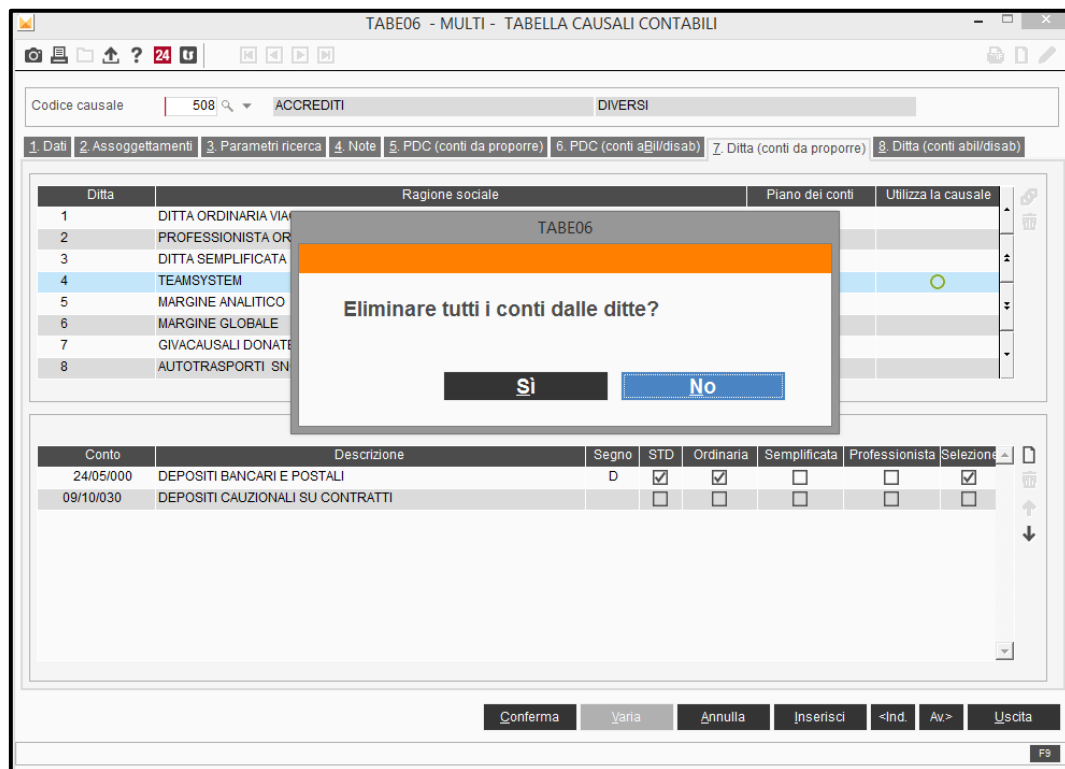 TABE06 - MULTI - TABELLA CAUSALI CONTABILI
? 24
Codice causale 508 ACCREDITI DIVERSI
1. Dati 2. Assoggettamenti 3. Parametri ricerca 4. Note 5. PDC (conti da proporre) 6. PDC (conti aBil/disab) 7. Ditta (conti da proporre) 8. Ditta (conti abil/disab)
Ditta Ragione sociale Piano dei conti Utilizza la causale
1 DITTA ORDINARIA
2 PROFESSIONISTA
3 DITTA SEMPLIFICATA
4 TEAMSYSTEM
5 MARGINE ANALITICO
6 MARGINE GLOBALE
7 GIVACAUSALI
8 AUTOTRASPORTI
TABE06
Eliminare tutti i conti dalle ditte?
Sì No
Conto Descrizione Segno STD Ordinaria Semplificata Professionista Selezione
24/05/000 DEPOSITI BANCARI E POSTALI D
09/10/030 DEPOSITI CAUZIONALI SU CONTRATTI
Conferma Varia Annulla Inserisci <Ind. Av.> Uscita
F9